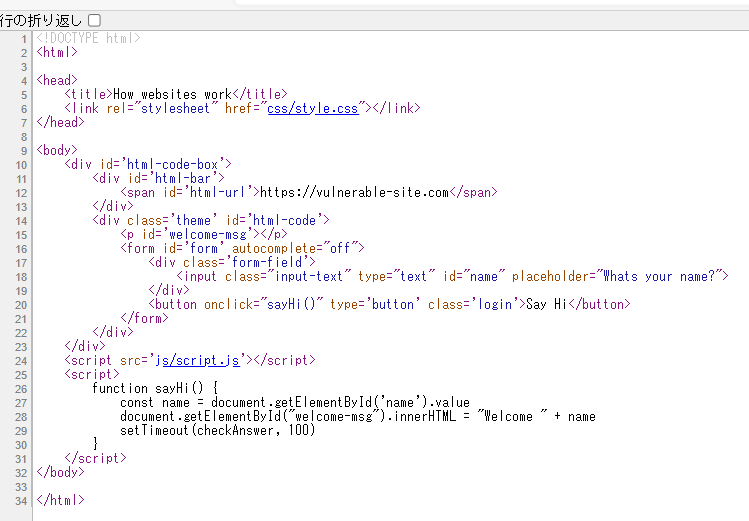 行の折り返し
1 <!DOCTYPE html>
2 <html>
3
4 <head>
5     <title>How websites work</title>
6     <link rel="stylesheet" href="css/style.css"></link>
7 </head>
8
9 <body>
10     <div id='html-code-box'>
11         <div id='html-bar'>
12             <span id='html-url'>https://vulnerable-site.com</span>
13         </div>
14         <div class='theme' id='html-code'>
15             <p id='welcome-msg'></p>
16             <form id='form' autocomplete="off">
17                 <div class='form-field'>
18                     <input class="input-text" type="text" id="name" placeholder="Whats your name?">
19                 </div>
20                 <button onclick="sayHi()" type='button' class='login'>Say Hi</button>
21             </form>
22         </div>
23     </div>
24     <script src='js/script.js'></script>
25     <script>
26         function sayHi() {
27             const name = document.getElementById('name').value
28             document.getElementById("welcome-msg").innerHTML = "Welcome " + name
29             setTimeout(checkAnswer, 100)
30         }
31     </script>
32 </body>
33
34 </html>